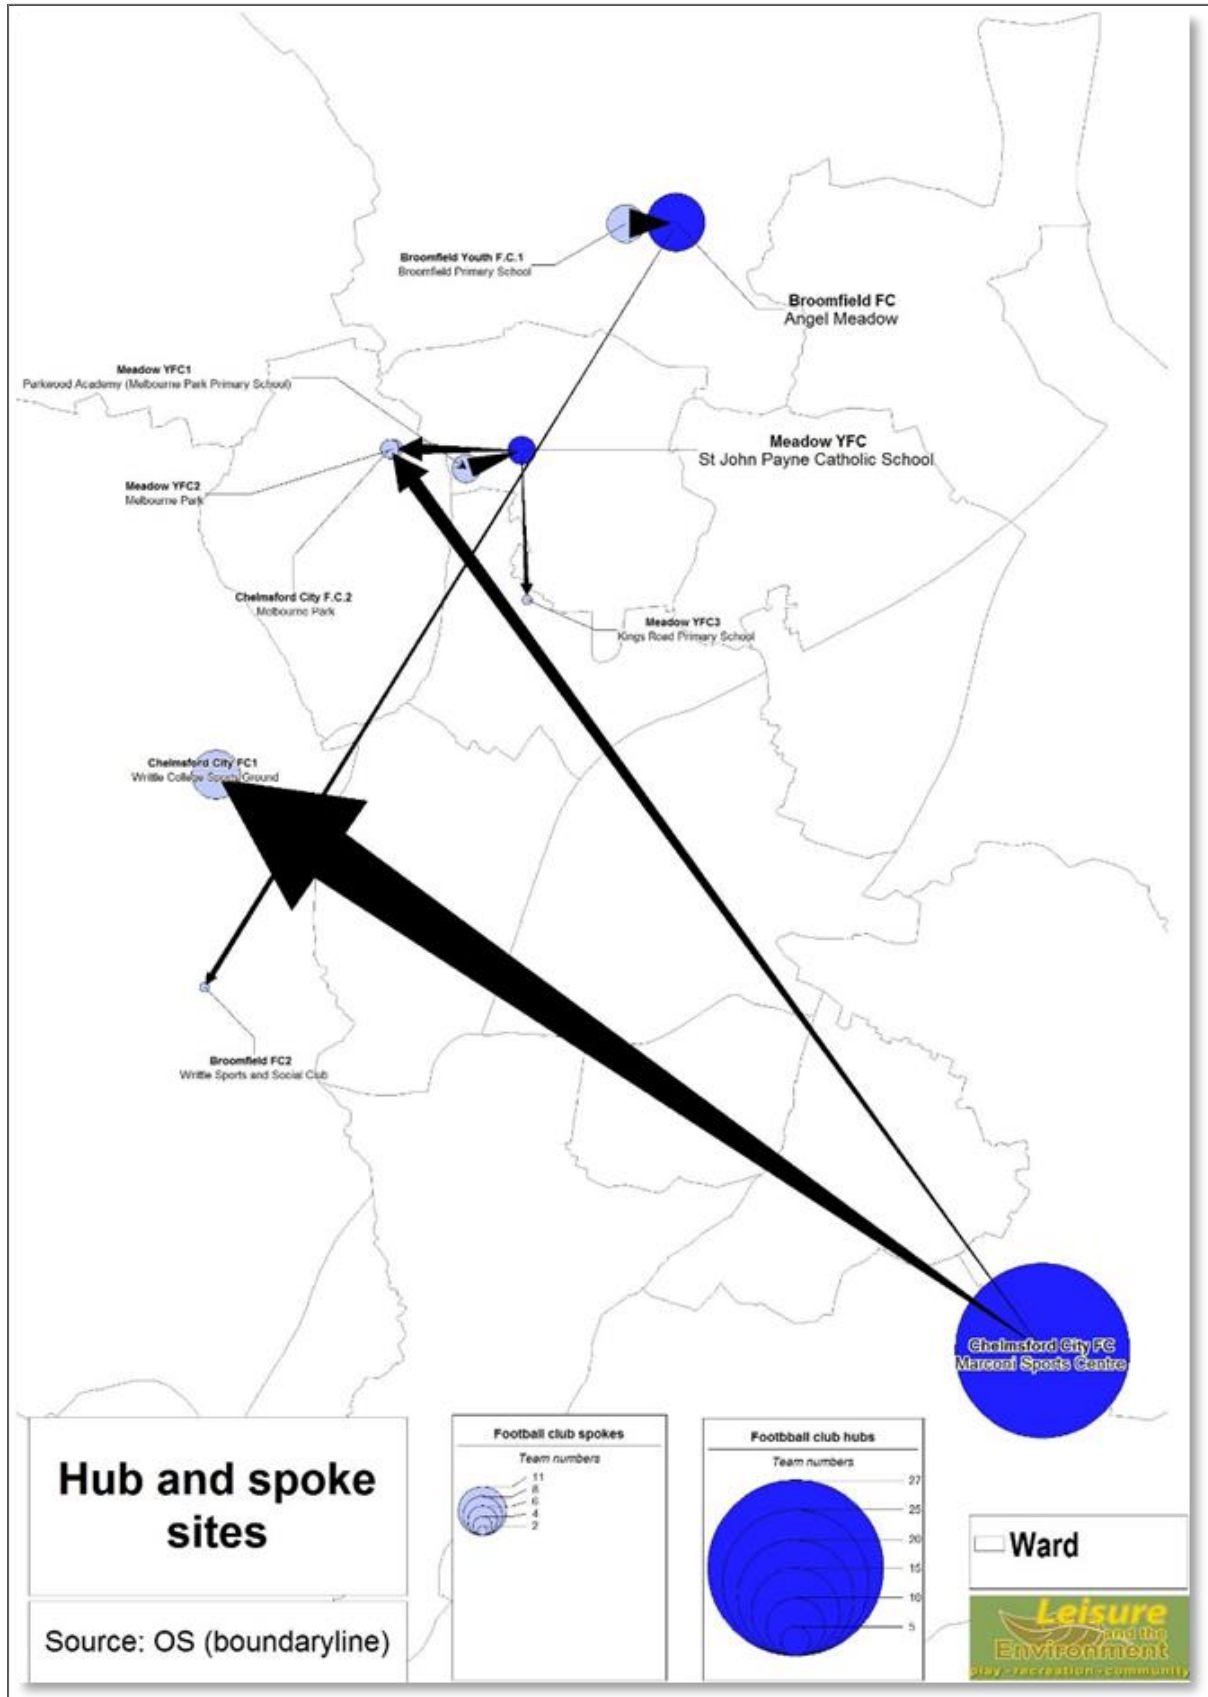 Broomfield Youth F.C.1
Broomfield Primary School
Broomfield FC
Angel Meadow
Meadow YFC1
Parkwood Academy (Melbourne Park Primary School)
Meadow YFC
St John Payne Catholic School
Meadow YFC2
Melbourne Park
Chelmsford City F.C.2
Melbourne Park
Meadow YFC3
Kings Road Primary School
Chelmsford City FC1
Writtle College Sports Ground
Broomfield FC2
Writtle Sports and Social Club
Chelmsford City FC
Marconi Sports Centre
Hub and spoke
sites
Source: OS (boundaryline)
Football club spokes
Team numbers
11
8
6
4
2
Footbball club hubs
Team numbers
27
25
20
15
10
5
Ward
Leisure
and the
Environment
play - recreation - community